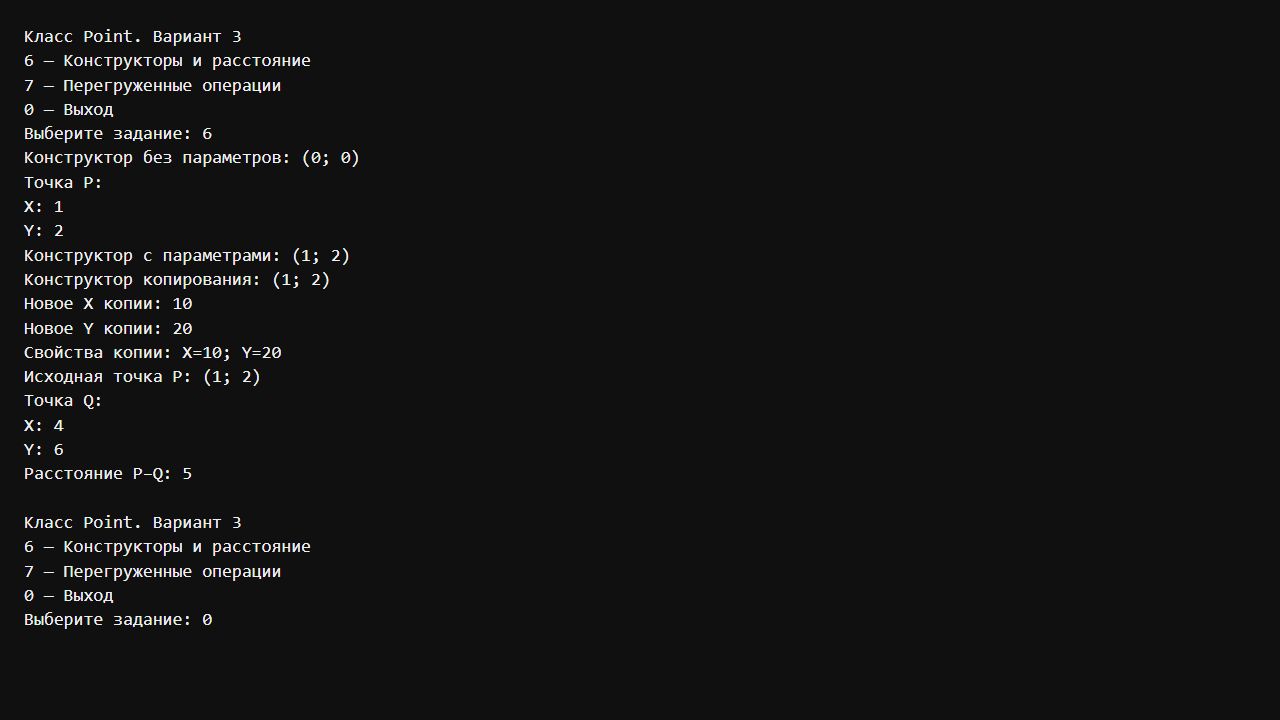 Класс Point. Вариант 3
6 — Конструкторы и расстояние
7 — Перегруженные операции
0 — Выход
Выберите задание: 6
Конструктор без параметров: (0; 0)
Точка P:
X: 1
Y: 2
Конструктор с параметрами: (1; 2)
Конструктор копирования: (1; 2)
Новое X копии: 10
Новое Y копии: 20
Свойства копии: X=10; Y=20
Исходная точка P: (1; 2)
Точка Q:
X: 4
Y: 6
Расстояние P–Q: 5
Класс Point. Вариант 3
6 — Конструкторы и расстояние
7 — Перегруженные операции
0 — Выход
Выберите задание: 0